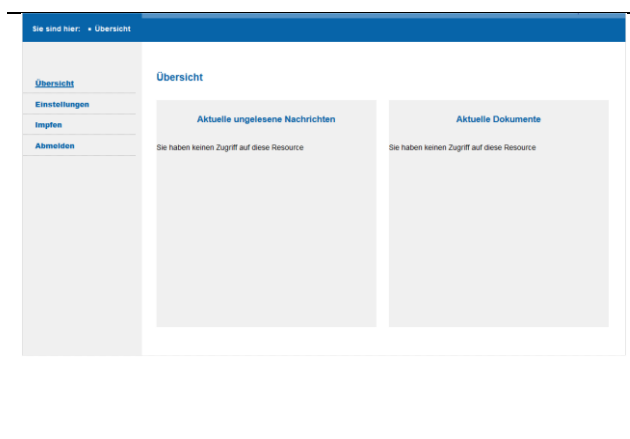 Sie sind hier: • Übersicht
Übersicht
Einstellungen
Impfen
Abmelden
Übersicht
Aktuelle ungelesene Nachrichten
Sie haben keinen Zugriff auf diese Resource
Aktuelle Dokumente
Sie haben keinen Zugriff auf diese Resource